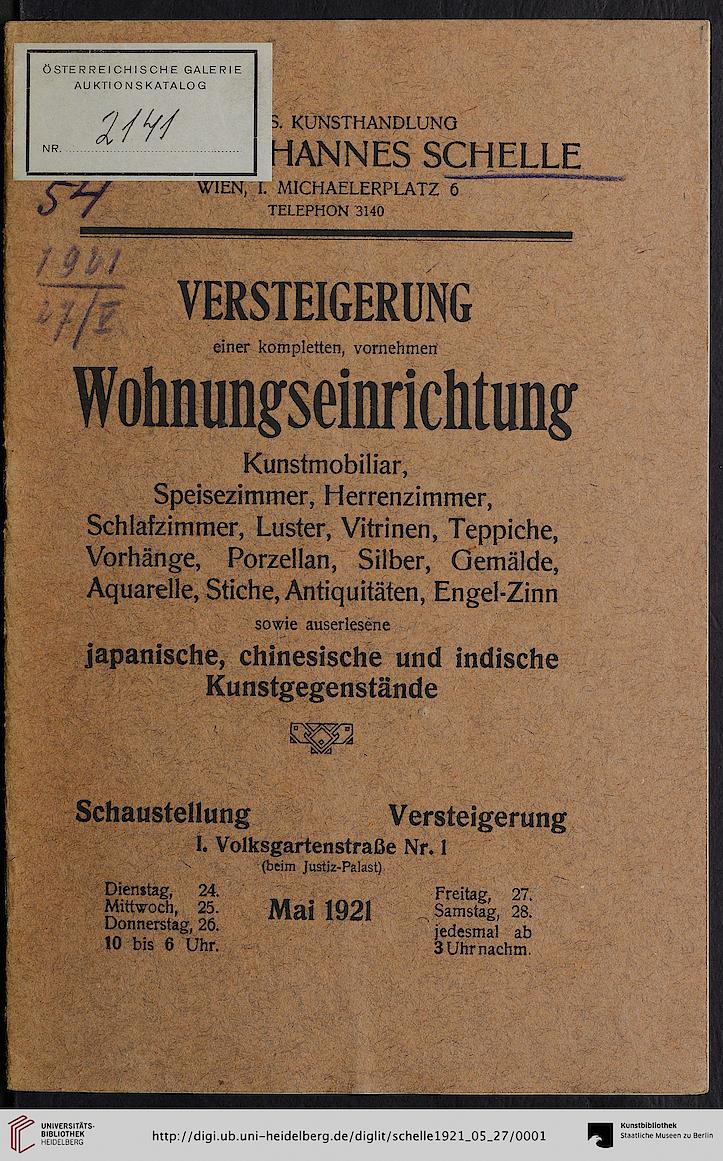 ÖSTERREICHISCHE GALERIE
AUKTIONSKATALOG
NR. 2141
S. KUNSTHANDLUNG
HANNES SCHELLE
WIEN, I. MICHAELERPLATZ 6
TELEPHON 3140
54
1921
27/V
VERSTEIGERUNG
einer kompletten, vornehmen
Wohnungseinrichtung
Kunstmobiliar,
Speisezimmer, Herrenzimmer,
Schlafzimmer, Luster, Vitrinen, Teppiche,
Vorhänge, Porzellan, Silber, Gemälde,
Aquarelle, Stiche, Antiquitäten, Engel-Zinn
sowie auserlesene
japanische, chinesische und indische
Kunstgegenstände
Schaustellung Versteigerung
I. Volksgartenstraße Nr. 1
(beim Justiz-Palast)
Dienstag, 24.
Mittwoch, 25.
Donnerstag, 26.
10 bis 6 Uhr.
Mai 1921
Freitag, 27.
Samstag, 28.
jedesmal ab
3 Uhr nachm.
UNIVERSITÄTS-
BIBLIOTHEK
HEIDELBERG
http://digi.ub.uni-heidelberg.de/diglit/schelle1921_05_27/0001
Kunstbibliothek
Staatliche Museen zu Berlin